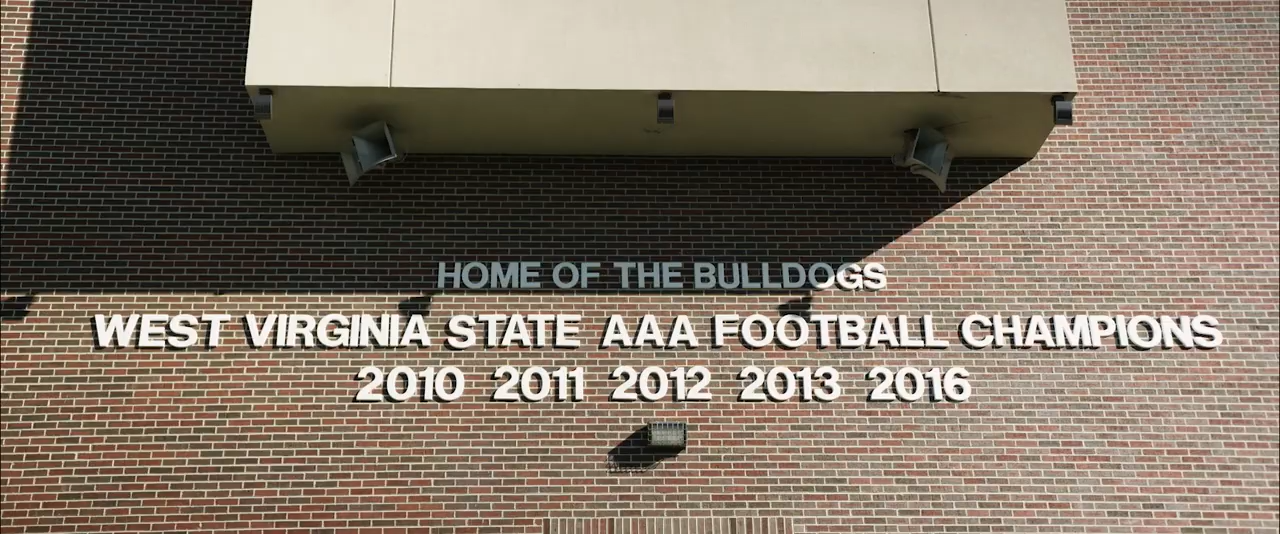 HOME OF THE BULLDOGS
WEST VIRGINIA STATE AAA FOOTBALL CHAMPIONS
2010 2011 2012 2013 2016